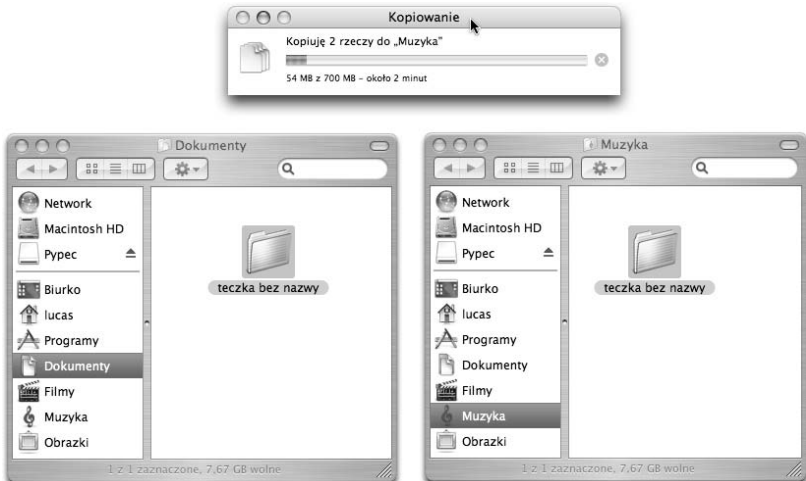 Kopiowanie
Kopiuję 2 rzeczy do „Muzyka"
54 MB z 700 MB – około 2 minut
Dokumenty
Network
Macintosh HD
Pypec
Biurko
lucas
Programy
Dokumenty
Filmy
Muzyka
Obrazki
teczka bez nazwy
1 z 1 zaznaczone, 7,67 GB wolne
Muzyka
Network
Macintosh HD
Pypec
Biurko
lucas
Programy
Dokumenty
Filmy
Muzyka
Obrazki
teczka bez nazwy
1 z 1 zaznaczone, 7,67 GB wolne